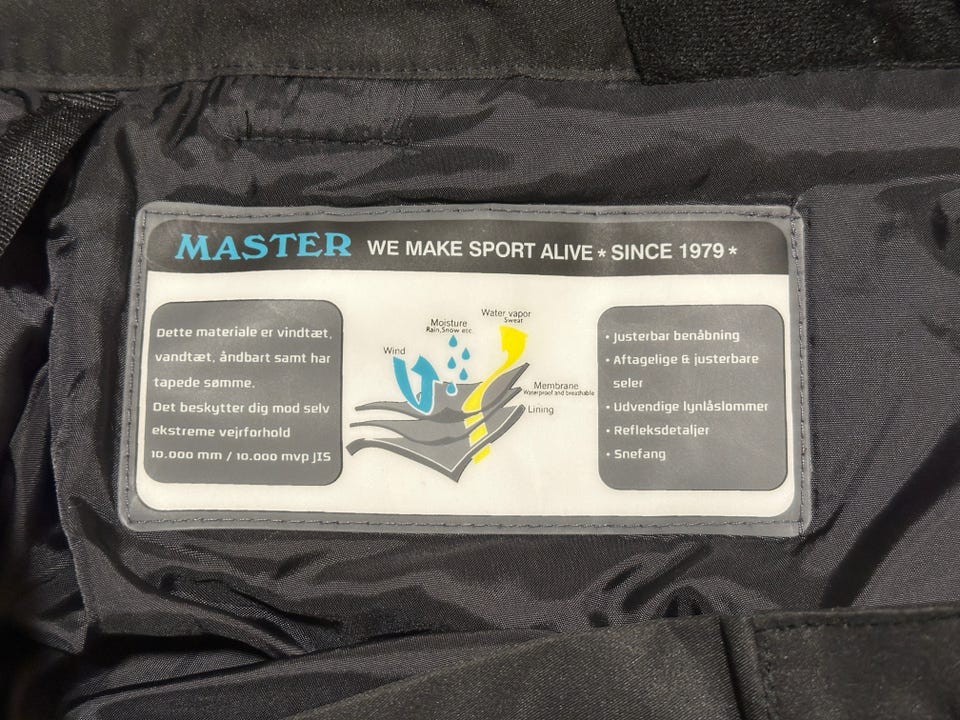 MASTER WE MAKE SPORT ALIVE * SINCE 1979 *
Dette materiale er vindtæt,
vandtæt, åndbart samt har
tapede sømme.
Det beskytter dig mod selv
ekstreme vejrforhold
10.000 mm / 10.000 mvp JIS
Wind
Moisture
Rain, Snow etc.
Water vapor
Sweat
Membrane
Waterproof and breathable
Lining
• Justerbar benåbning
• Aftagelige & justerbare
seler
• Udvendige lynlåslommer
• Refleksdetaljer
• Snefang